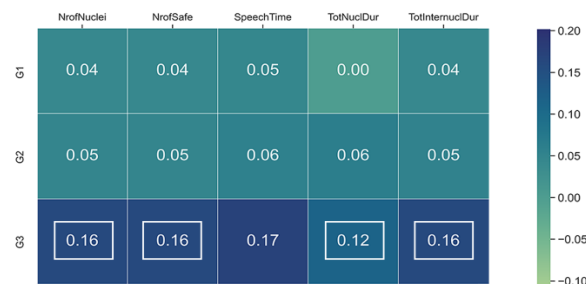 NrofNuclei NrofSafe SpeechTime TotNuclDur TotInternuclDur
G1 0.04 0.04 0.05 0.00 0.04
G2 0.05 0.05 0.06 0.06 0.05
G3 0.16 0.16 0.17 0.12 0.16
0.20
0.15
0.10
0.05
0.00
−0.05
−0.10